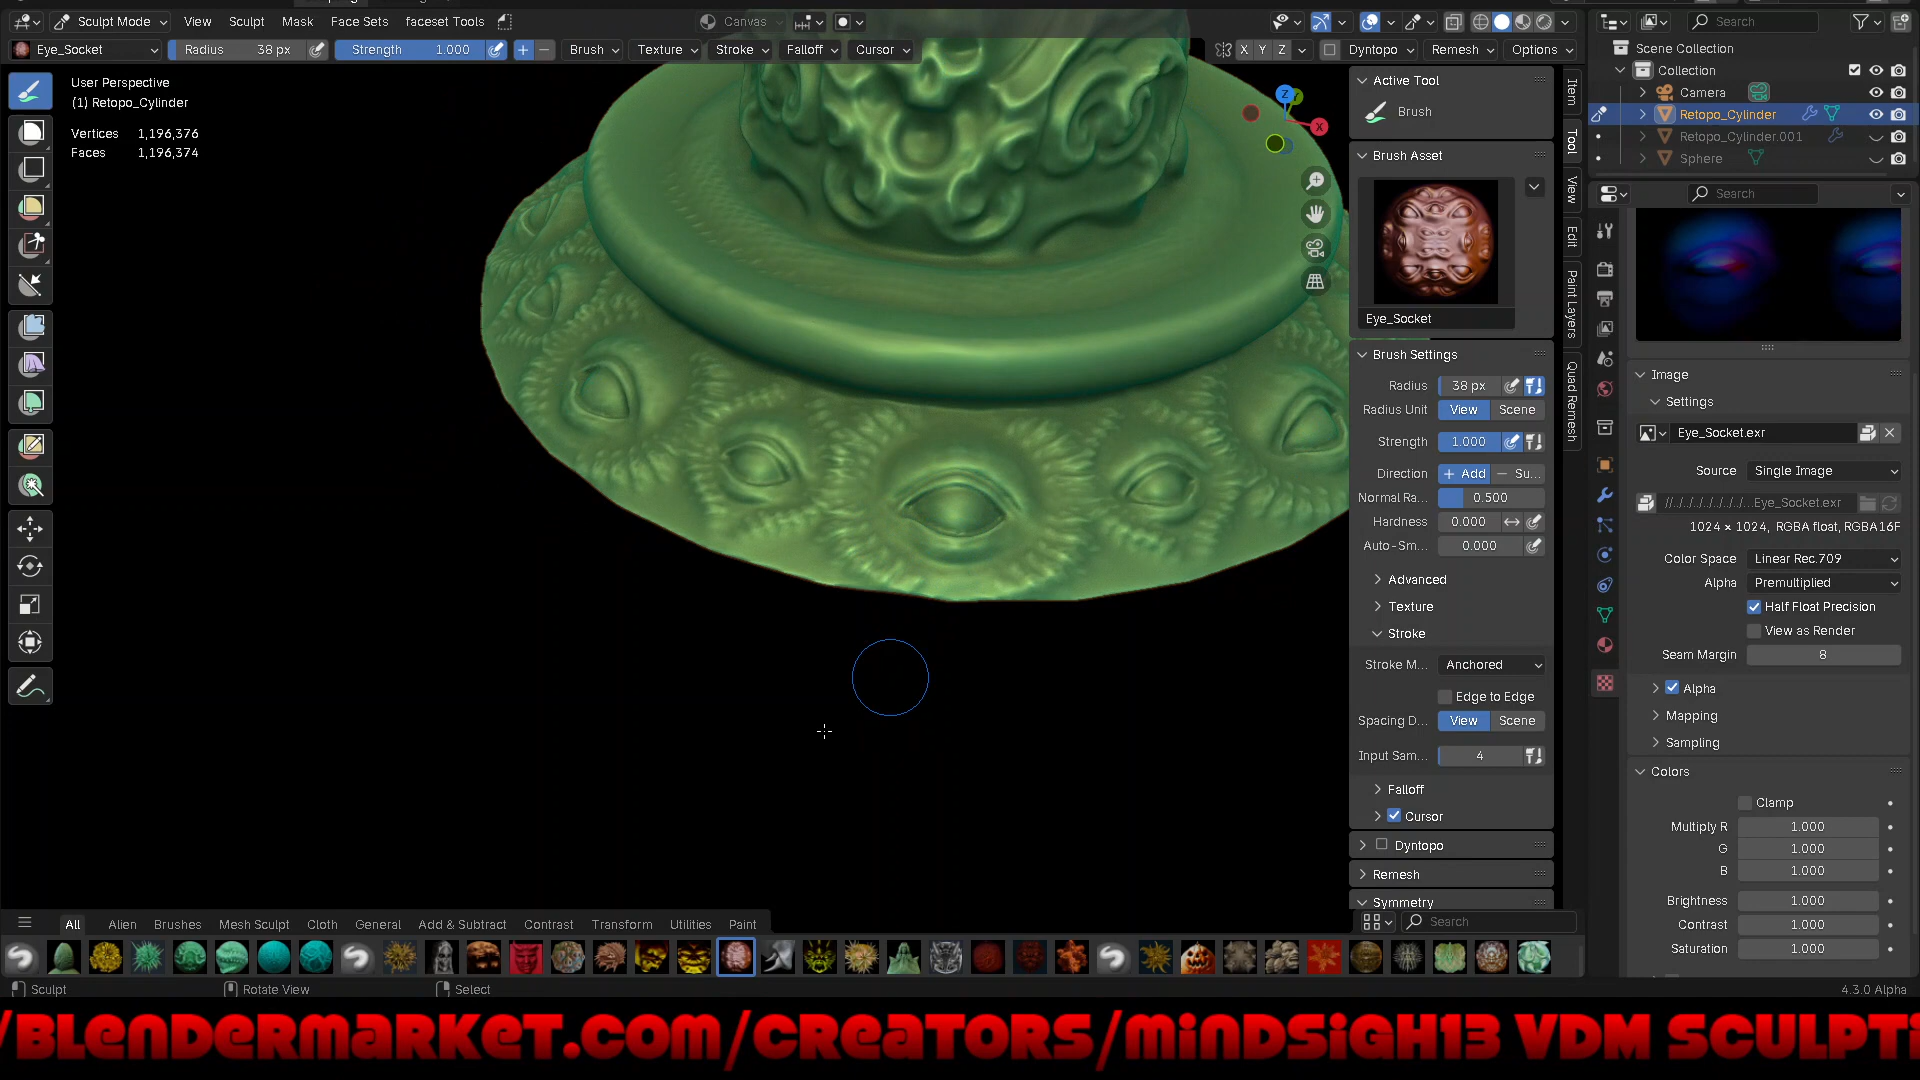 Sculpt Mode View Sculpt Mask Face Sets faceset Tools Canvas Search
Eye_Socket Radius 38 px Strength 1.000 Brush Texture Stroke Falloff Cursor X Y Z Dyntopo Remesh Options
User Perspective
(1) Retopo_Cylinder
Vertices 1,196,376
Faces 1,196,374
Z
Y
X
Active Tool
Brush
Brush Asset
Eye_Socket
Brush Settings
Radius 38 px
Radius Unit View Scene
Strength 1.000
Direction + Add − Su...
Normal Ra... 0.500
Hardness 0.000
Auto-Sm... 0.000
Advanced
Texture
Stroke
Stroke M... Anchored
Edge to Edge
Spacing D... View Scene
Input Sam... 4
Falloff
Cursor
Dyntopo
Remesh
Symmetry
Item
Tool
View
Edit
Paint Layers
Quad Remesh
Scene Collection
Collection
Camera
Retopo_Cylinder
Retopo_Cylinder.001
Sphere
Search
Image
Settings
Eye_Socket.exr
Source Single Image
//../../../../../../...Eye_Socket.exr
1024 × 1024, RGBA float, RGBA16F
Color Space Linear Rec.709
Alpha Premultiplied
Half Float Precision
View as Render
Seam Margin 8
Alpha
Mapping
Sampling
Colors
Clamp
Multiply R 1.000
G 1.000
B 1.000
Brightness 1.000
Contrast 1.000
Saturation 1.000
All Alien Brushes Mesh Sculpt Cloth General Add & Subtract Contrast Transform Utilities Paint Search
Sculpt Rotate View Select 4.3.0 Alpha
/BLENDERMARKET.COM/CREATORS/MINDSIGH13 VDM SCULPTI